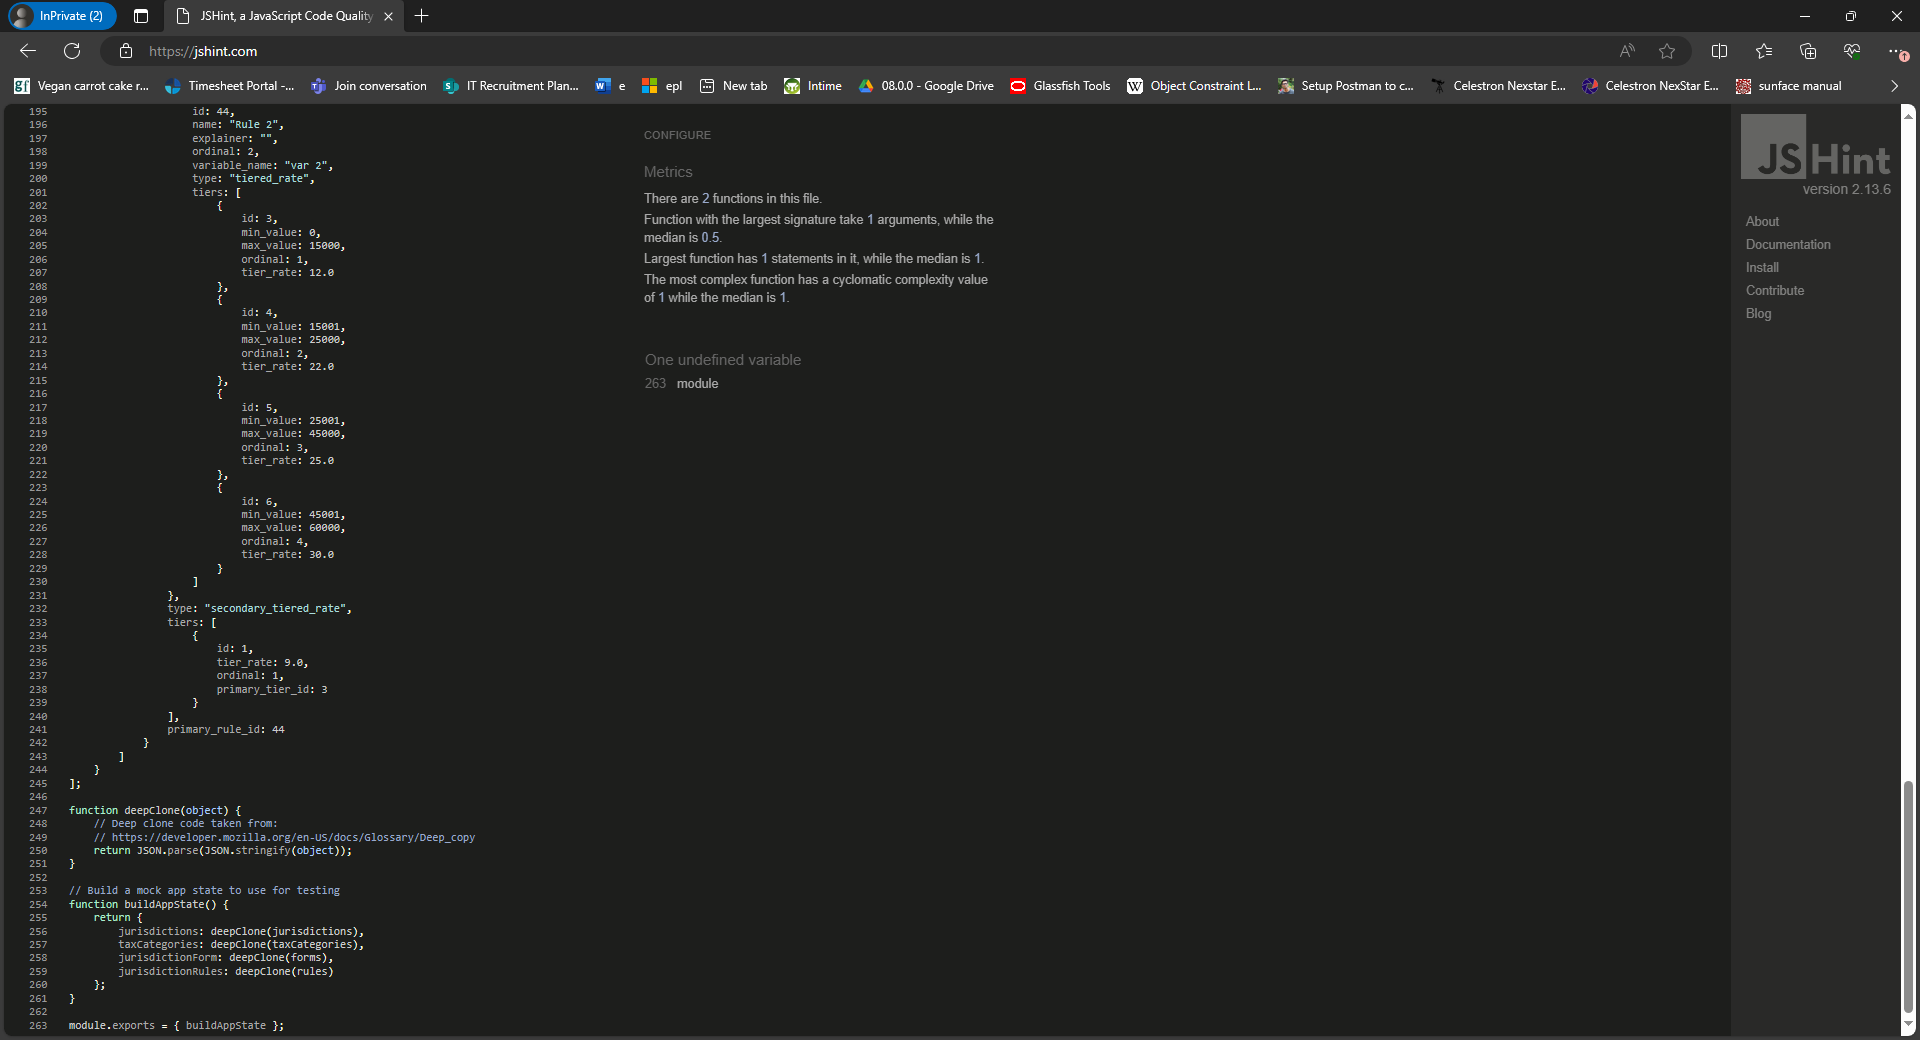 InPrivate (2)
JSHint, a JavaScript Code Quality
https://jshint.com
1
gf Vegan carrot cake r... Timesheet Portal -... Join conversation IT Recruitment Plan... e epl New tab Intime 08.0.0 - Google Drive Glassfish Tools Object Constraint L... Setup Postman to c... Celestron Nexstar E... Celestron NexStar E... sunface manual
195 id: 44,
196 name: "Rule 2",
197 explainer: "",
198 ordinal: 2,
199 variable_name: "var 2",
200 type: "tiered_rate",
201 tiers: [
202 {
203 id: 3,
204 min_value: 0,
205 max_value: 15000,
206 ordinal: 1,
207 tier_rate: 12.0
208 },
209 {
210 id: 4,
211 min_value: 15001,
212 max_value: 25000,
213 ordinal: 2,
214 tier_rate: 22.0
215 },
216 {
217 id: 5,
218 min_value: 25001,
219 max_value: 45000,
220 ordinal: 3,
221 tier_rate: 25.0
222 },
223 {
224 id: 6,
225 min_value: 45001,
226 max_value: 60000,
227 ordinal: 4,
228 tier_rate: 30.0
229 }
230 ]
231 },
232 type: "secondary_tiered_rate",
233 tiers: [
234 {
235 id: 1,
236 tier_rate: 9.0,
237 ordinal: 1,
238 primary_tier_id: 3
239 }
240 ],
241 primary_rule_id: 44
242 }
243 ]
244 }
245 ];
246
247 function deepClone(object) {
248 // Deep clone code taken from:
249 // https://developer.mozilla.org/en-US/docs/Glossary/Deep_copy
250 return JSON.parse(JSON.stringify(object));
251 }
252
253 // Build a mock app state to use for testing
254 function buildAppState() {
255 return {
256 jurisdictions: deepClone(jurisdictions),
257 taxCategories: deepClone(taxCategories),
258 jurisdictionForm: deepClone(forms),
259 jurisdictionRules: deepClone(rules)
260 };
261 }
262
263 module.exports = { buildAppState };
CONFIGURE
Metrics
There are 2 functions in this file.
Function with the largest signature take 1 arguments, while the
median is 0.5.
Largest function has 1 statements in it, while the median is 1.
The most complex function has a cyclomatic complexity value
of 1 while the median is 1.
One undefined variable
263 module
JSHint
version 2.13.6
About
Documentation
Install
Contribute
Blog